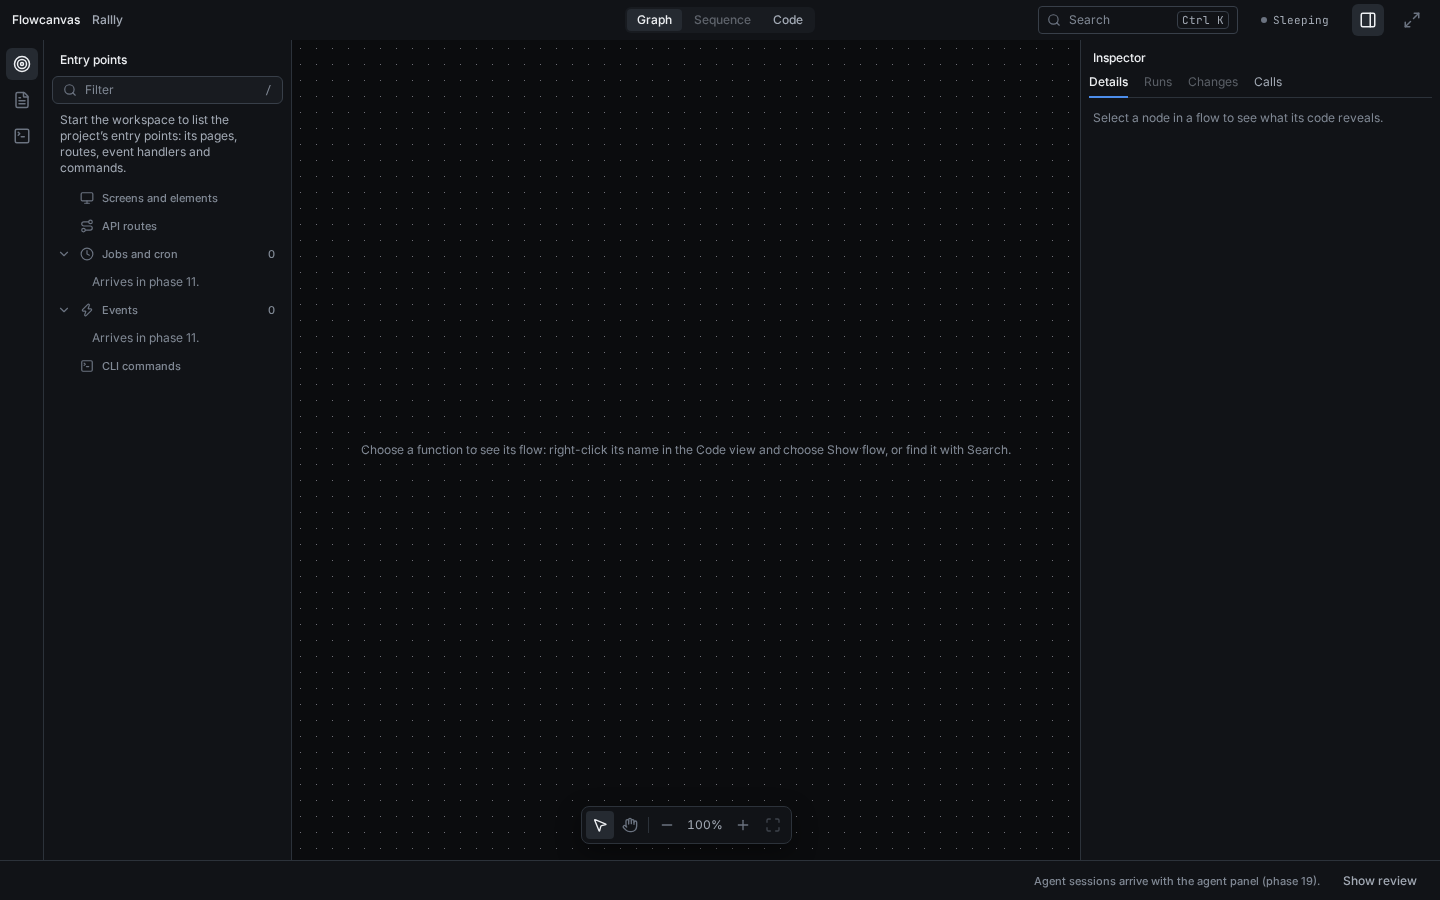 Flowcanvas Rallly
Graph Sequence Code
Search Ctrl K
Sleeping
Entry points
Filter /
Start the workspace to list the
project's entry points: its pages,
routes, event handlers and
commands.
Screens and elements
API routes
Jobs and cron 0
Arrives in phase 11.
Events 0
Arrives in phase 11.
CLI commands
Choose a function to see its flow: right-click its name in the Code view and choose Show flow, or find it with Search.
100%
Inspector
Details Runs Changes Calls
Select a node in a flow to see what its code reveals.
Agent sessions arrive with the agent panel (phase 19). Show review